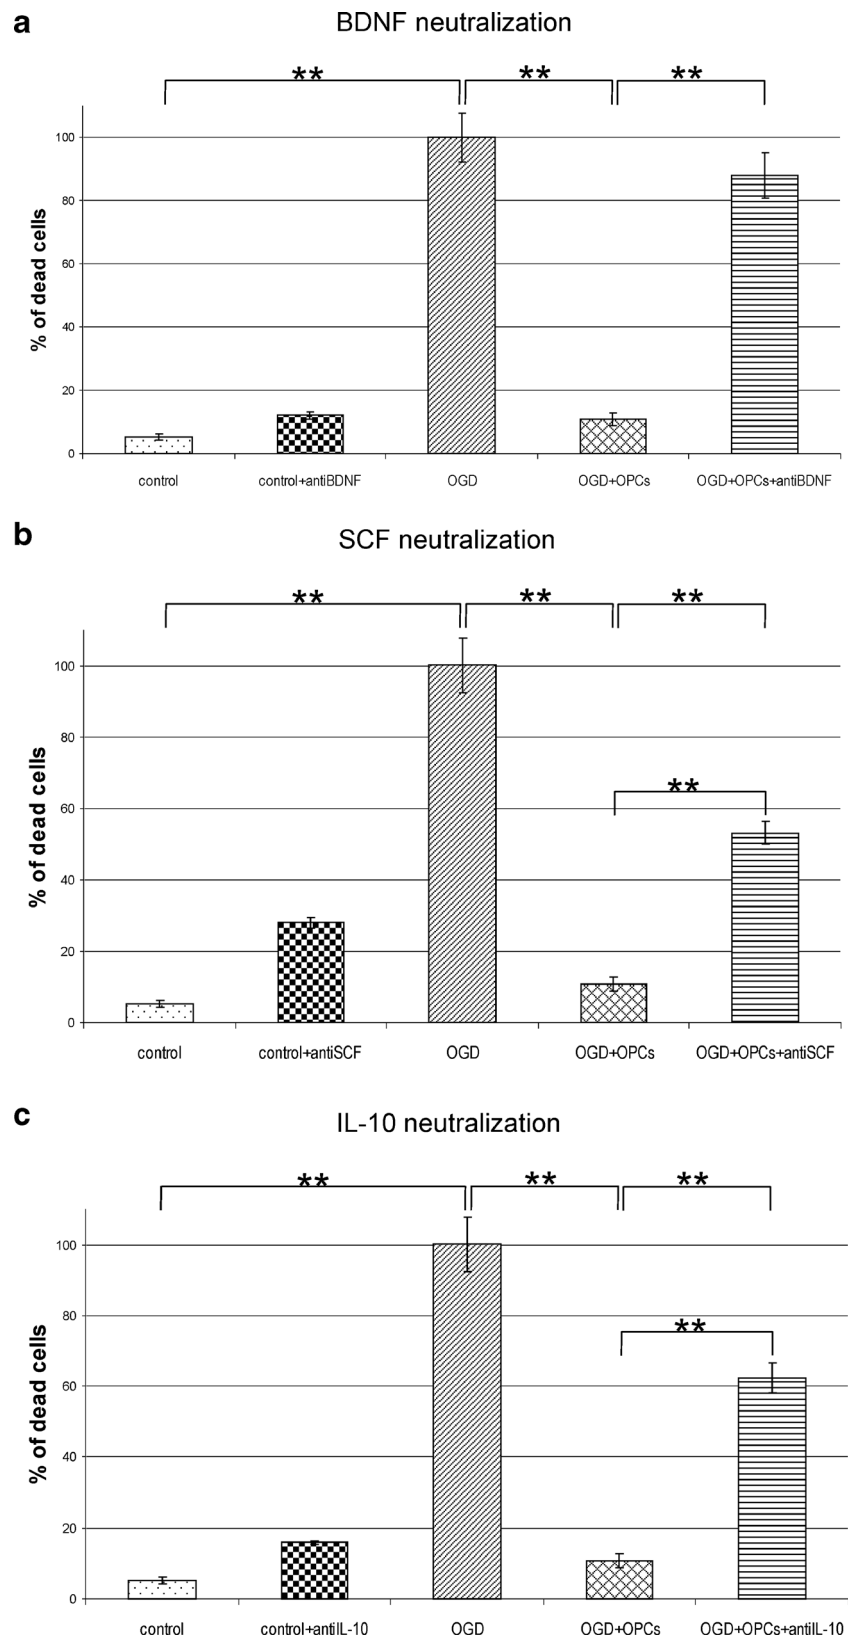 a
BDNF neutralization
** ** **
% of dead cells
100
80
60
40
20
0
control control+antiBDNF OGD OGD+OPCs OGD+OPCs+antiBDNF
b
SCF neutralization
** ** **
% of dead cells
100
80
**
60
40
20
0
control control+antiSCF OGD OGD+OPCs OGD+OPCs+antiSCF
c
IL-10 neutralization
** ** **
% of dead cells
100
80
**
60
40
20
0
control control+antiIL-10 OGD OGD+OPCs OGD+OPCs+antiIL-10